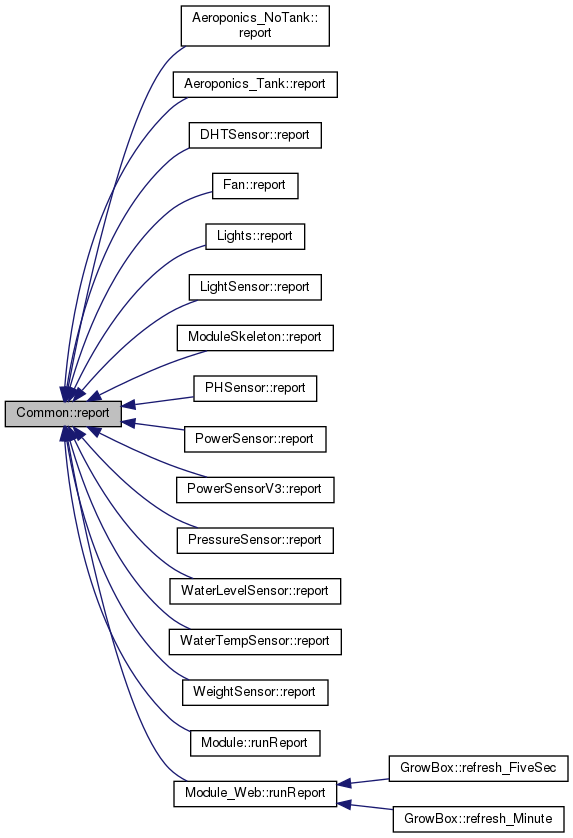 Aeroponics_NoTank::
report
Aeroponics_Tank::report
DHTSensor::report
Fan::report
Lights::report
LightSensor::report
ModuleSkeleton::report
PHSensor::report
Common::report
PowerSensor::report
PowerSensorV3::report
PressureSensor::report
WaterLevelSensor::report
WaterTempSensor::report
WeightSensor::report
Module::runReport
Module_Web::runReport
GrowBox::refresh_FiveSec
GrowBox::refresh_Minute